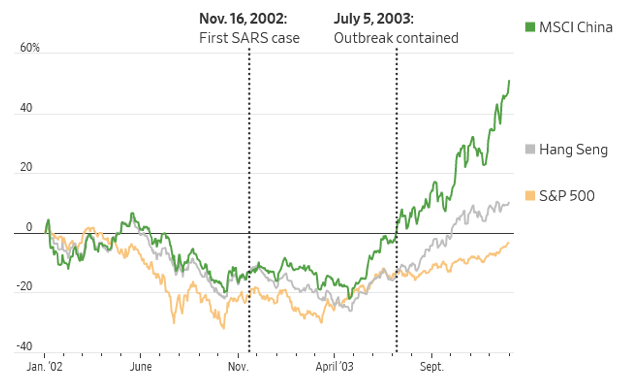 Nov. 16, 2002:
First SARS case
July 5, 2003:
Outbreak contained
MSCI China
Hang Seng
S&P 500
60%
40
20
0
-20
-40
Jan. '02
June
Nov.
April '03
Sept.